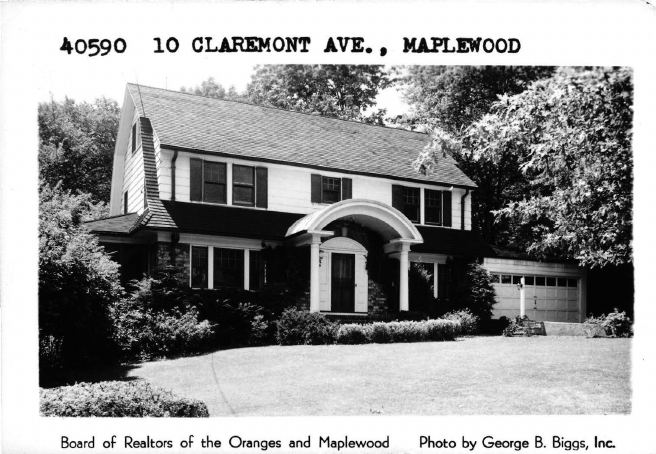 40590 10 CLAREMONT AVE., MAPLEWOOD
Board of Realtors of the Oranges and Maplewood Photo by George B. Biggs, Inc.